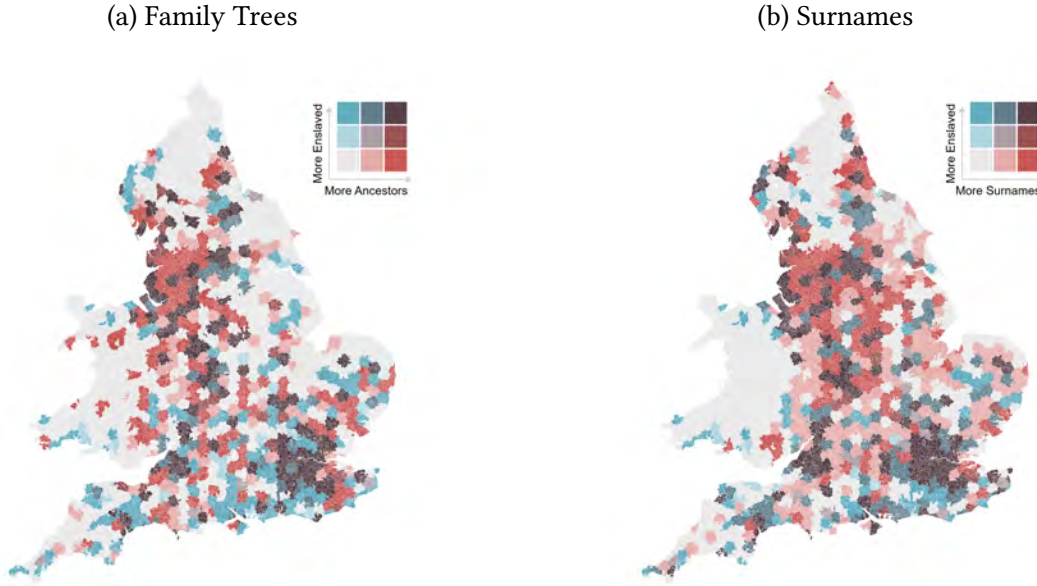 (a) Family Trees
(b) Surnames
More Enslaved
More Ancestors
More Enslaved
More Surnames